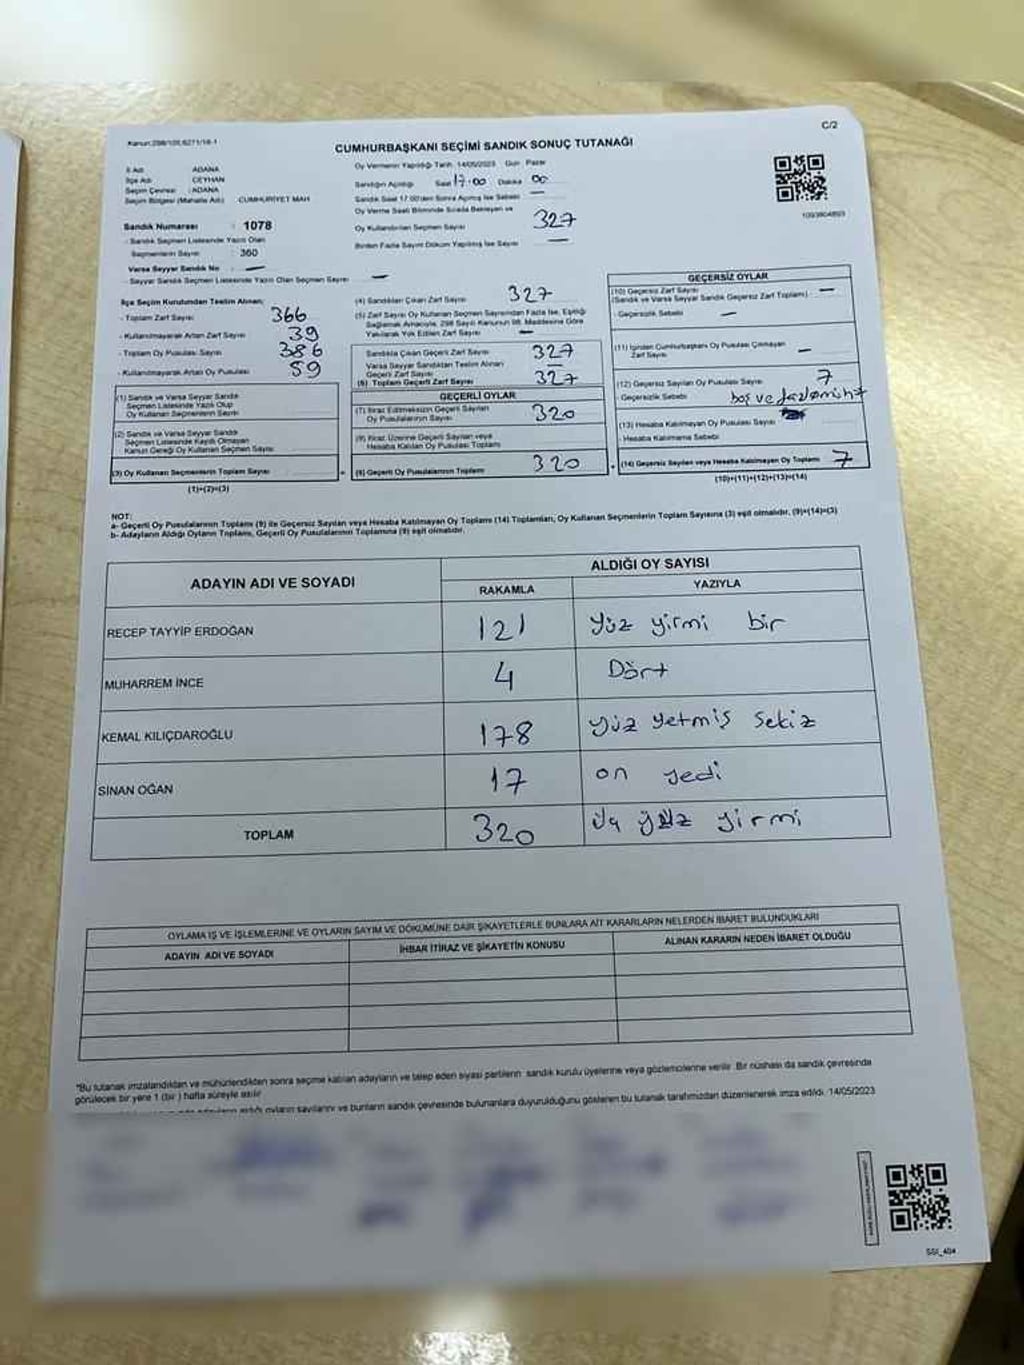 Kanun:298/105,6271/16-1
C/2
CUMHURBAŞKANI SEÇİMİ SANDIK SONUÇ TUTANAĞI
İl Adı : ADANA
İlçe Adı : CEYHAN
Seçim Çevresi : ADANA
Seçim Bölgesi (Mahalle Adı) : CUMHURİYET MAH
Sandık Numarası : 1078
- Sandık Seçmen Listesinde Yazılı Olan
Seçmenlerin Sayısı : 360
Varsa Seyyar Sandık No : —
- Seyyar Sandık Seçmen Listesinde Yazılı Olan Seçmen Sayısı —
Oy Vermenin Yapıldığı Tarih: 14/05/2023 Gün: Pazar
Sandığın Açıldığı Saat 17:00 Dakika 00
Sandık Saat 17.00'den Sonra Açılmış İse Sebebi —
Oy Verme Saati Bitiminde Sırada Bekleyen ve
Oy Kullandırılan Seçmen Sayısı 327
Birden Fazla Sayım Döküm Yapılmış İse Sayısı —
1093804893
İlçe Seçim Kurulundan Teslim Alınan;
- Toplam Zarf Sayısı 366
- Kullanılmayarak Artan Zarf Sayısı 39
- Toplam Oy Pusulası Sayısı 386
- Kullanılmayarak Artan Oy Pusulası 59
(1) Sandık ve Varsa Seyyar Sandık
Seçmen Listesinde Yazılı Olup
Oy Kullanan Seçmenlerin Sayısı
(2) Sandık ve Varsa Seyyar Sandık
Seçmen Listesinde Kayıtlı Olmayan
Kanun Gereği Oy Kullanan Seçmen Sayısı
(3) Oy Kullanan Seçmenlerin Toplam Sayısı
(1)+(2)=(3)
(4) Sandıktan Çıkan Zarf Sayısı 327
(5) Zarf Sayısı Oy Kullanan Seçmen Sayısından Fazla İse, Eşitliği
Sağlamak Amacıyla, 298 Sayılı Kanunun 98. Maddesine Göre
Yakılarak Yok Edilen Zarf Sayısı —
Sandıkta Çıkan Geçerli Zarf Sayısı 327
Varsa Seyyar Sandıktan Teslim Alınan
Geçerli Zarf Sayısı —
(6) Toplam Geçerli Zarf Sayısı 327
GEÇERLİ OYLAR
(7) İtiraz Edilmeksizin Geçerli Sayılan
Oy Pusulalarının Sayısı 320
(8) İtiraz Üzerine Geçerli Sayılan veya
Hesaba Katılan Oy Pusulası Toplamı
(9) Geçerli Oy Pusulalarının Toplamı 320
GEÇERSİZ OYLAR
(10) Geçersiz Zarf Sayısı —
(Sandık ve Varsa Seyyar Sandık Geçersiz Zarf Toplamı)
- Geçersizlik Sebebi —
(11) İçinden Cumhurbaşkanı Oy Pusulası Çıkmayan
Zarf Sayısı —
(12) Geçersiz Sayılan Oy Pusulası Sayısı 7
- Geçersizlik Sebebi boş ve
(13) Hesaba Katılmayan Oy Pusulası Sayısı
- Hesaba Katılmama Sebebi
(14) Geçersiz Sayılan veya Hesaba Katılmayan Oy Toplamı 7
(10)+(11)+(12)+(13)=(14)
NOT:
a- Geçerli Oy Pusulalarının Toplamı (9) ile Geçersiz Sayılan veya Hesaba Katılmayan Oy Toplamı (14) Toplamları, Oy Kullanan Seçmenlerin Toplam Sayısına (3) eşit olmalıdır. (9)+(14)=(3)
b- Adayların Aldığı Oyların Toplamı, Geçerli Oy Pusulalarının Toplamına (9) eşit olmalıdır.
ADAYIN ADI VE SOYADI
ALDIĞI OY SAYISI
RAKAMLA YAZIYLA
RECEP TAYYİP ERDOĞAN 121 Yüz yirmi bir
MUHARREM İNCE 4 Dört
KEMAL KILIÇDAROĞLU 178 Yüz yetmiş sekiz
SİNAN OĞAN 17 on yedi
TOPLAM 320 üç yüz yirmi
OYLAMA İŞ VE İŞLEMLERİNE VE OYLARIN SAYIM VE DÖKÜMÜNE DAİR ŞİKAYETLERLE BUNLARA AİT KARARLARIN NELERDEN İBARET BULUNDUKLARI
ADAYIN ADI VE SOYADI İHBAR İTİRAZ VE ŞİKAYETİN KONUSU ALINAN KARARIN NEDEN İBARET OLDUĞU
*Bu tutanak imzalandıktan ve mühürlendikten sonra seçime katılan adayların ve talep eden siyasi partilerin sandık kurulu üyelerine veya gözlemcilerine verilir. Bir nüshası da sandık çevresinde
görülecek bir yere 1 (bir) hafta süreyle asılır.
aldığı oyların sayılarını ve bunların sandık çevresinde bulunanlara duyurulduğunu gösteren bu tutanak tarafımızdan düzenlenerek imza edildi. 14/05/2023
SSI_404